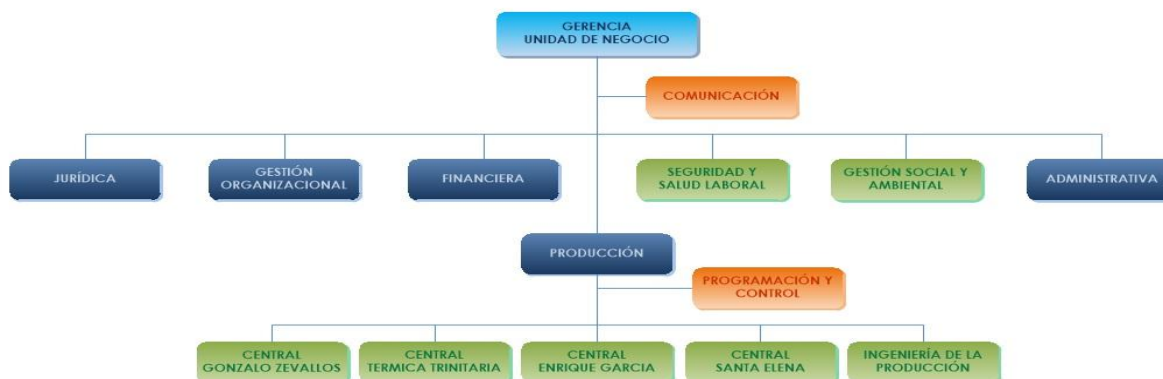 GERENCIA
UNIDAD DE NEGOCIO
COMUNICACIÓN
JURÍDICA
GESTIÓN
ORGANIZACIONAL
FINANCIERA
SEGURIDAD Y
SALUD LABORAL
GESTIÓN SOCIAL Y
AMBIENTAL
ADMINISTRATIVA
PRODUCCIÓN
PROGRAMACIÓN Y
CONTROL
CENTRAL
GONZALO ZEVALLOS
CENTRAL
TERMICA TRINITARIA
CENTRAL
ENRIQUE GARCIA
CENTRAL
SANTA ELENA
INGENIERÍA DE LA
PRODUCCIÓN